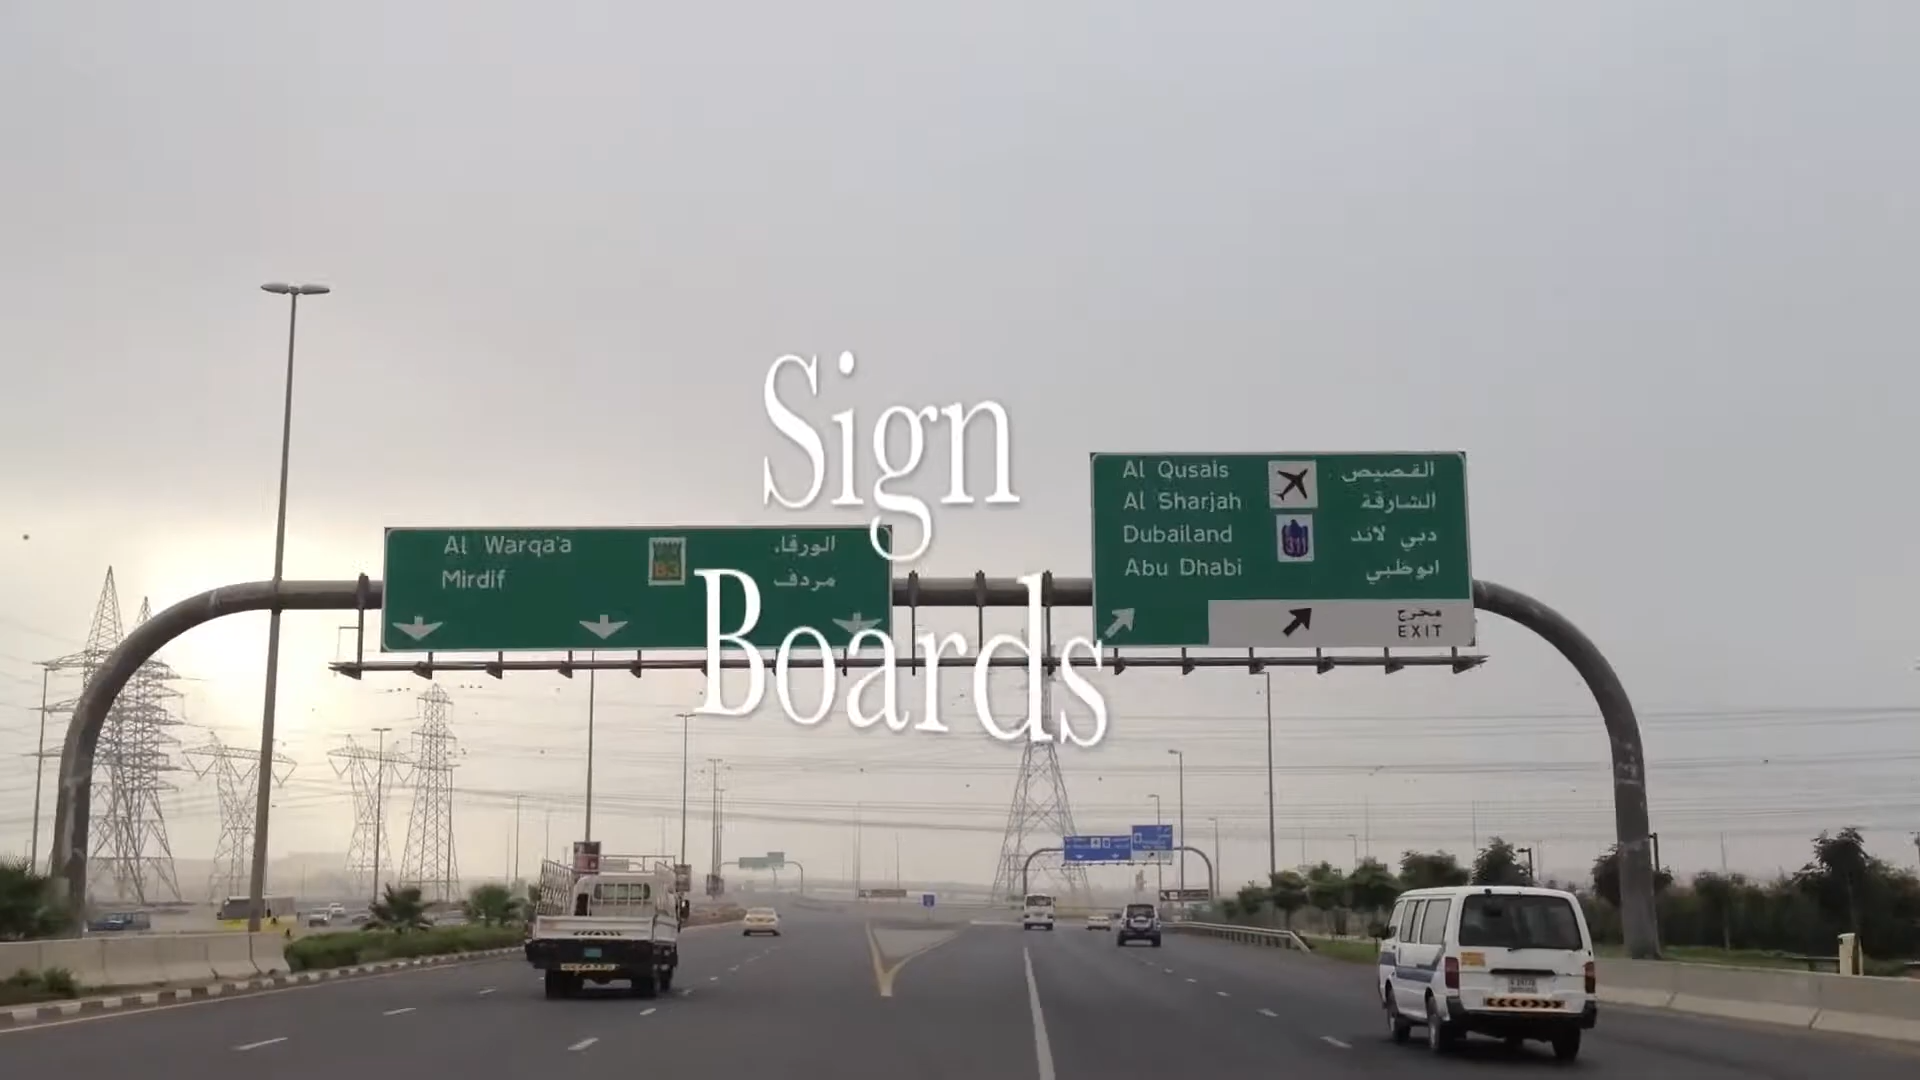 Sign
Boards
Al Warqa'a
Mirdif
83
الورقاء
مردف
Al Qusais
Al Sharjah
Dubailand
Abu Dhabi
311
القصيص
الشارقة
دبي لاند
ابوظبي
مخرج
EXIT